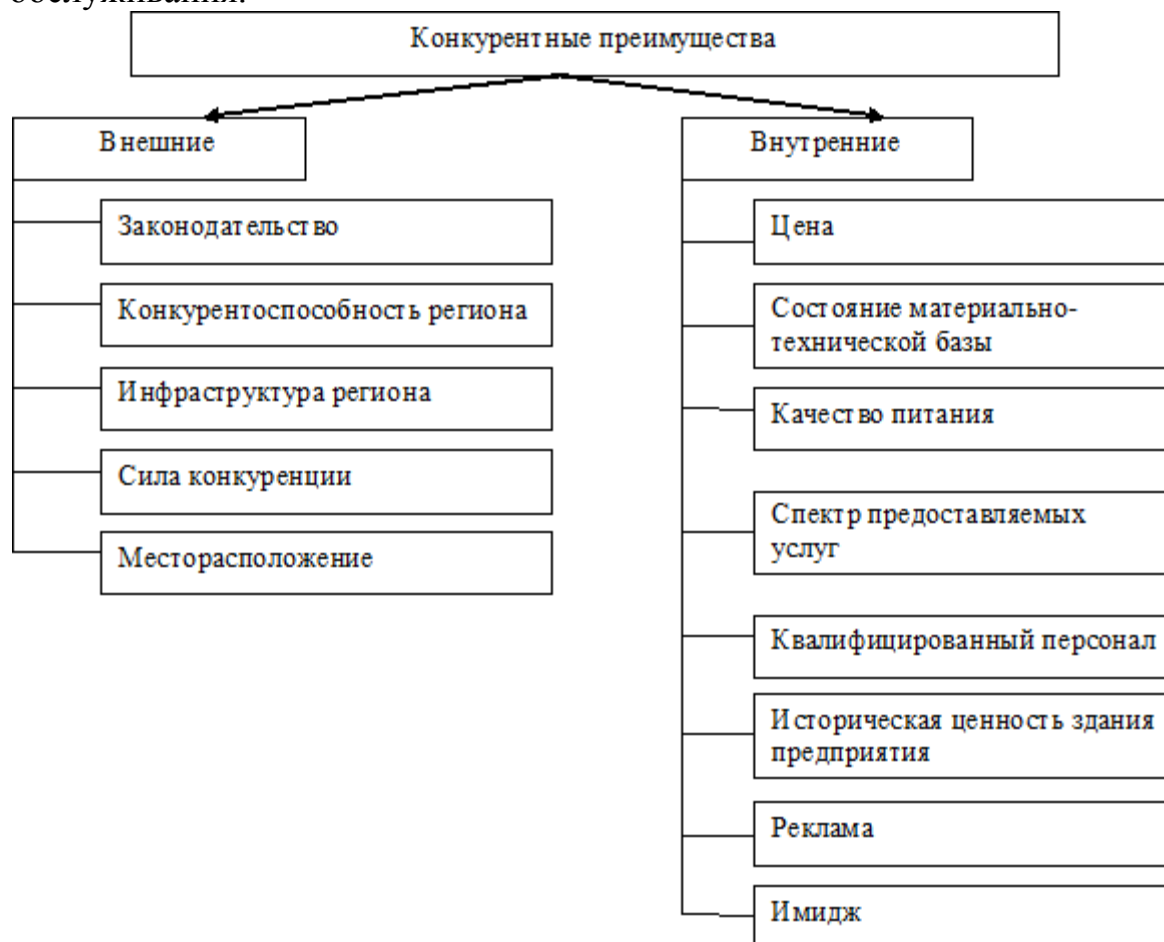 обслуживания.
Конкурентные преимущества
Внешние
Законодательство
Конкурентоспособность региона
Инфраструктура региона
Сила конкуренции
Месторасположение
Внутренние
Цена
Состояние материально-
технической базы
Качество питания
Спектр предоставляемых
услуг
Квалифицированный персонал
Историческая ценность здания
предприятия
Реклама
Имидж